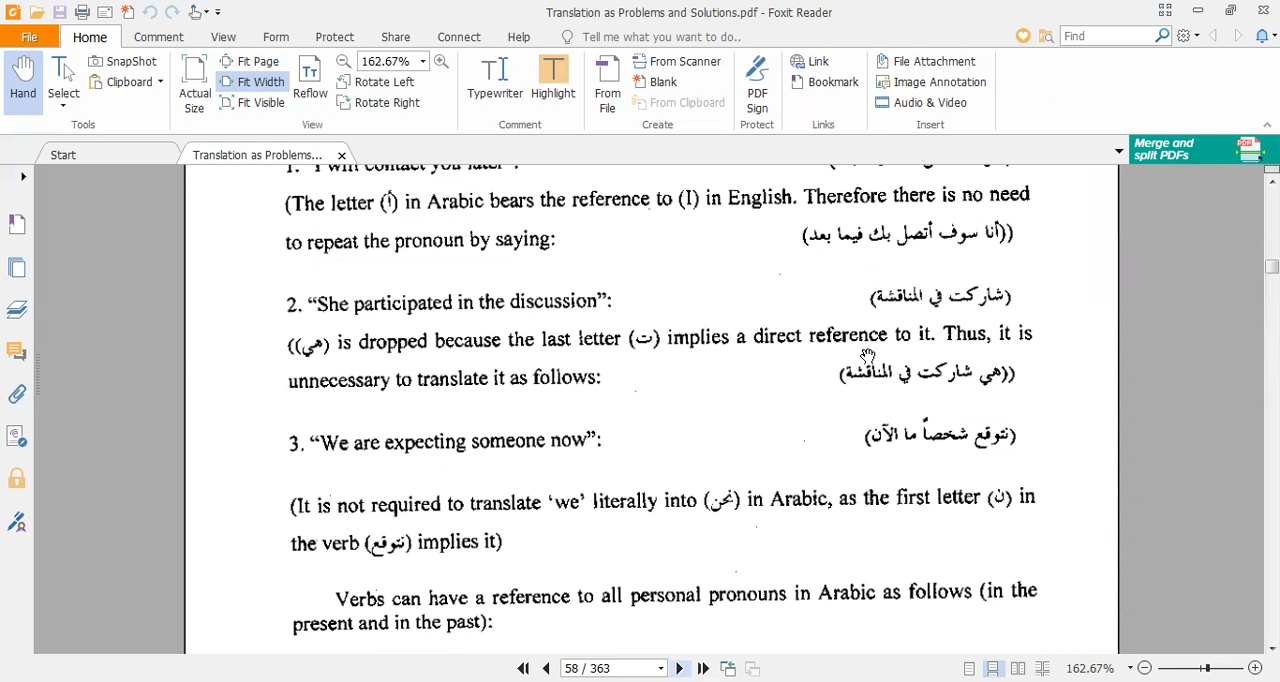 Translation as Problems and Solutions.pdf - Foxit Reader
File Home Comment View Form Protect Share Connect Help Tell me what you want to do.. Find
Hand
Select
SnapShot
Clipboard
Tools
Actual Size
Fit Page
Fit Width
Fit Visible
Reflow
162.67%
Rotate Left
Rotate Right
View
Typewriter
Highlight
Comment
From File
From Scanner
Blank
From Clipboard
Create
PDF Sign
Protect
Link
Bookmark
Links
File Attachment
Image Annotation
Audio & Video
Insert
Start
Translation as Problems...
Merge and split PDFs
1. "I will contact you later":
(The letter (أ) in Arabic bears the reference to (I) in English. Therefore there is no need
to repeat the pronoun by saying: (أنا سوف أتصل بك فيما بعد))
2. “She participated in the discussion”: (شاركت في المناقشة)
((هي) is dropped because the last letter (ت) implies a direct reference to it. Thus, it is
unnecessary to translate it as follows: (هي شاركت في المناقشة))
3. “We are expecting someone now”: (نتوقع شخصاً ما الآن)
(It is not required to translate ‘we’ literally into (نحن) in Arabic, as the first letter (ن) in
the verb (نتوقع) implies it)
Verbs can have a reference to all personal pronouns in Arabic as follows (in the
present and in the past):
58 / 363
162.67%